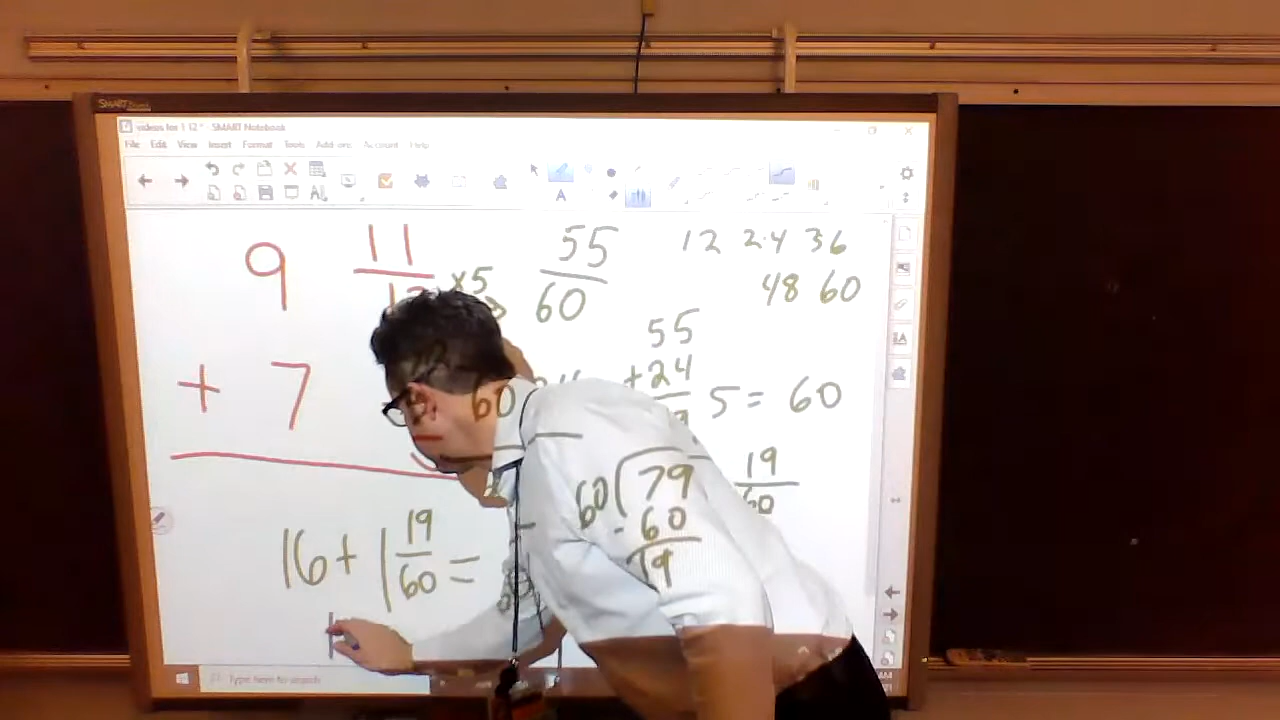 SMART
videos for 1 12 * - SMART Notebook
File Edit View Insert Format Tools Add-ons Account Help
9 11 55 12 24 36
×5
60 48 60
55
+ 7 60 +24 5 = 60
60 79 19
60
- 60
19
16 + 1 19 =
60
Type here to search